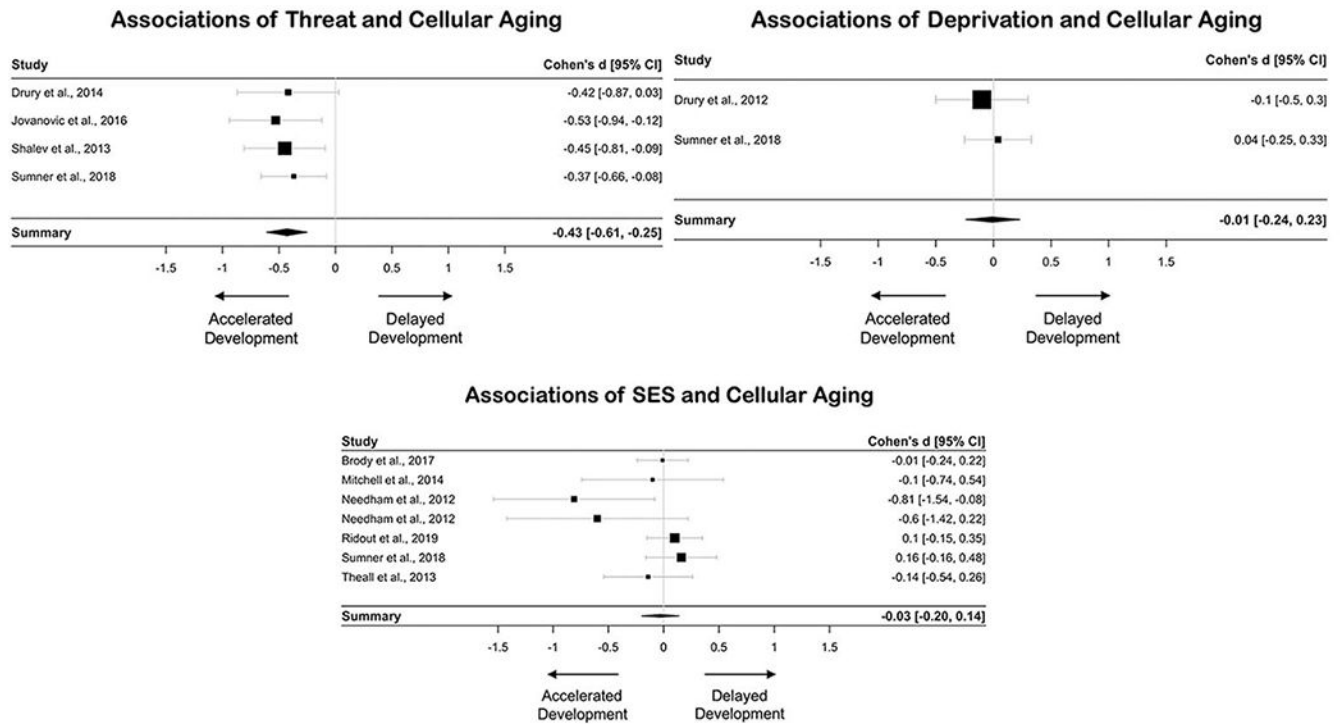 Associations of Threat and Cellular Aging
Study Cohen's d [95% CI]
Drury et al., 2014 -0.42 [-0.87, 0.03]
Jovanovic et al., 2016 -0.53 [-0.94, -0.12]
Shalev et al., 2013 -0.45 [-0.81, -0.09]
Sumner et al., 2018 -0.37 [-0.66, -0.08]
Summary -0.43 [-0.61, -0.25]
-1.5 -1 -0.5 0 0.5 1 1.5
Accelerated Delayed
Development Development
Associations of Deprivation and Cellular Aging
Study Cohen's d [95% CI]
Drury et al., 2012 -0.1 [-0.5, 0.3]
Sumner et al., 2018 0.04 [-0.25, 0.33]
Summary -0.01 [-0.24, 0.23]
-1.5 -1 -0.5 0 0.5 1 1.5
Accelerated Delayed
Development Development
Associations of SES and Cellular Aging
Study Cohen's d [95% CI]
Brody et al., 2017 -0.01 [-0.24, 0.22]
Mitchell et al., 2014 -0.1 [-0.74, 0.54]
Needham et al., 2012 -0.81 [-1.54, -0.08]
Needham et al., 2012 -0.6 [-1.42, 0.22]
Ridout et al., 2019 0.1 [-0.15, 0.35]
Sumner et al., 2018 0.16 [-0.16, 0.48]
Theall et al., 2013 -0.14 [-0.54, 0.26]
Summary -0.03 [-0.20, 0.14]
-1.5 -1 -0.5 0 0.5 1 1.5
Accelerated Delayed
Development Development